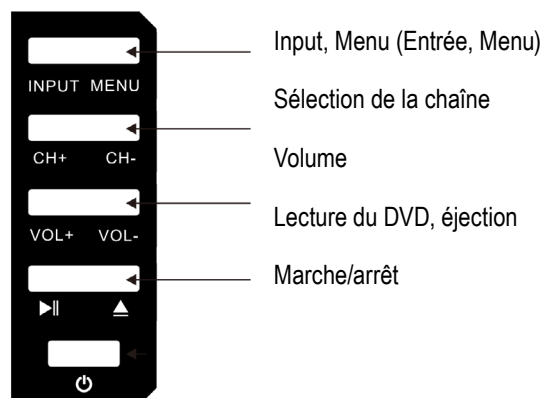 Input, Menu (Entrée, Menu)
INPUT MENU
Sélection de la chaîne
CH+ CH-
Volume
VOL+ VOL-
Lecture du DVD, éjection
Marche/arrêt